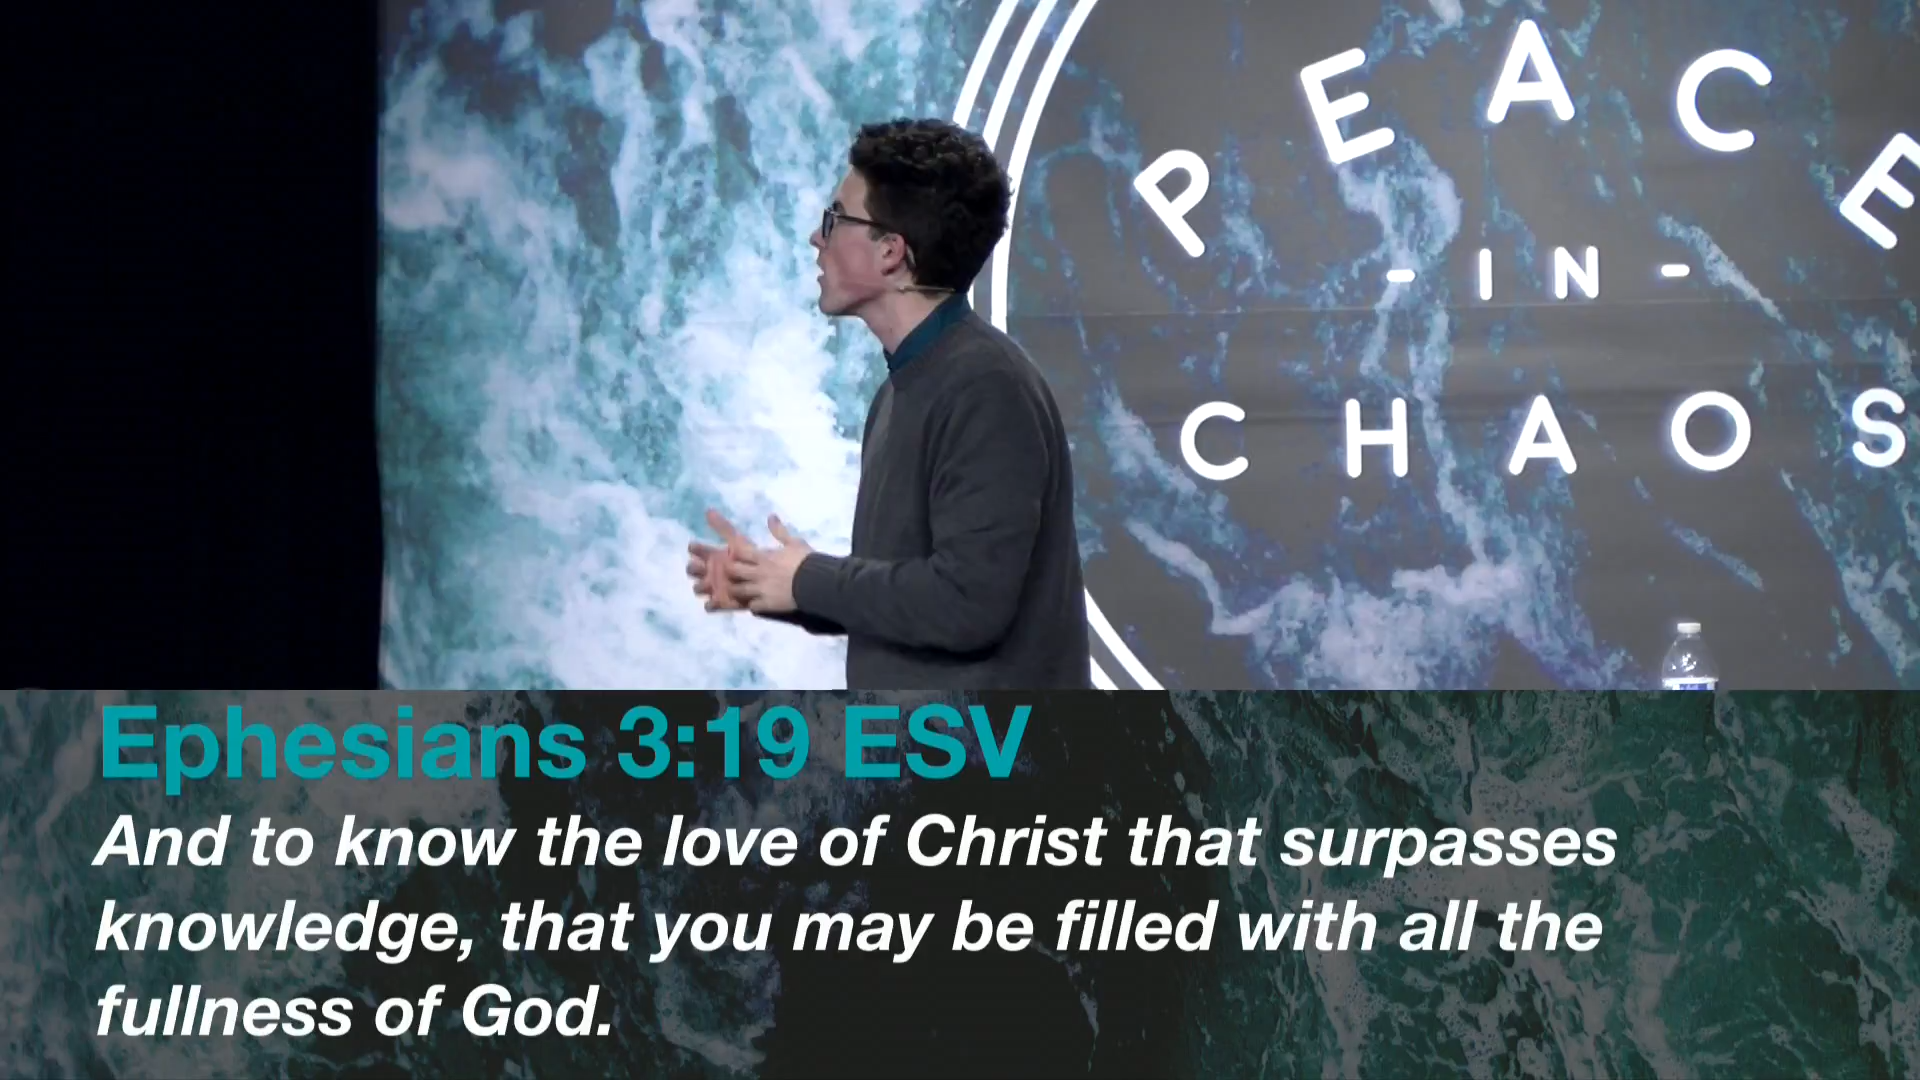 PEACE
- IN -
CHAOS
Ephesians 3:19 ESV
And to know the love of Christ that surpasses
knowledge, that you may be filled with all the
fullness of God.